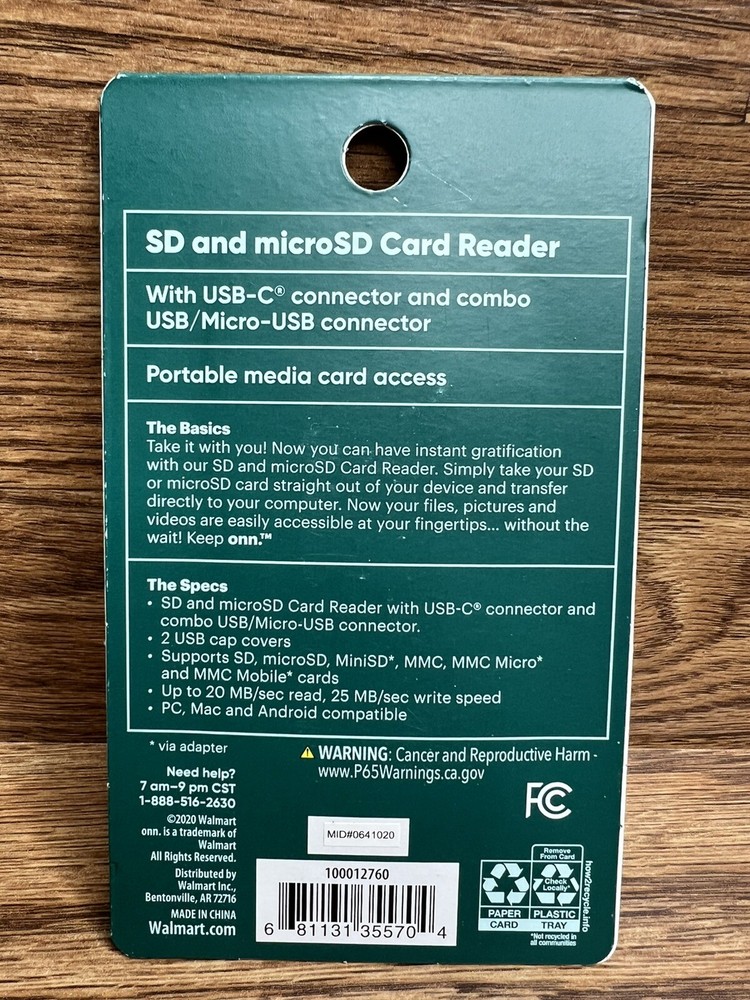 SD and microSD Card Reader
With USB-C® connector and combo
USB/Micro-USB connector
Portable media card access
The Basics
Take it with you! Now you can have instant gratification
with our SD and microSD Card Reader. Simply take your SD
or microSD card straight out of your device and transfer
directly to your computer. Now your files, pictures and
videos are easily accessible at your fingertips... without the
wait! Keep onn.™
The Specs
• SD and microSD Card Reader with USB-C® connector and
combo USB/Micro-USB connector.
• 2 USB cap covers
• Supports SD, microSD, MiniSD*, MMC, MMC Micro*
and MMC Mobile* cards
• Up to 20 MB/sec read, 25 MB/sec write speed
• PC, Mac and Android compatible
* via adapter
WARNING: Cancer and Reproductive Harm -
www.P65Warnings.ca.gov
Need help?
7 am-9 pm CST
1-888-516-2630
©2020 Walmart
onn. is a trademark of
Walmart
All Rights Reserved.
Distributed by
Walmart Inc.,
Bentonville, AR 72716
MADE IN CHINA
Walmart.com
FC
MID#0641020
100012760
6 81131 35570 4
Remove
From Card
Check
Locally*
PAPER
CARD
PLASTIC
TRAY
*Not recycled in
all communities
how2recycle.info